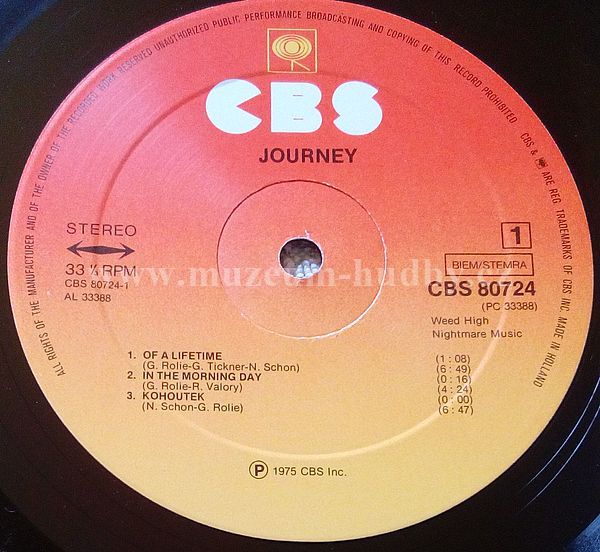 ALL RIGHTS OF THE MANUFACTURER AND OF THE OWNER OF THE RECORDED WORK RESERVED UNAUTHORIZED PUBLIC PERFORMANCE BROADCASTING AND COPYING OF THIS RECORD PROHIBITED
CBS & ARE REG. TRADEMARKS OF CBS INC. MADE IN HOLLAND
CBS
JOURNEY
STEREO
1
33 ⅓ RPM
BIEM/STEMRA
CBS 80724-1
CBS 80724
AL 33388
(PC 33388)
www.muzeum-hudby.cz
Weed High
Nightmare Music
1. OF A LIFETIME (1 : 08)
(G. Rolie-G. Tickner-N. Schon) (6 : 49)
2. IN THE MORNING DAY (0 : 16)
(G. Rolie-R. Valory) (4 : 24)
3. KOHOUTEK (0 : 00)
(N. Schon-G. Rolie) (6 : 47)
Ⓟ 1975 CBS Inc.